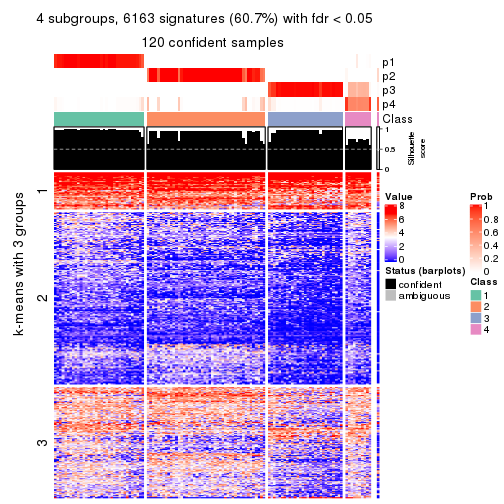 4 subgroups, 6163 signatures (60.7%) with fdr < 0.05
120 confident samples
p1
p2
p3
p4
Class
1
0.5
0
Silhouette
score
k-means with 3 groups
1
2
3
Value
8
6
4
2
0
Status (barplots)
confident
ambiguous
Prob
1
0.8
0.6
0.4
0.2
0
Class
1
2
3
4